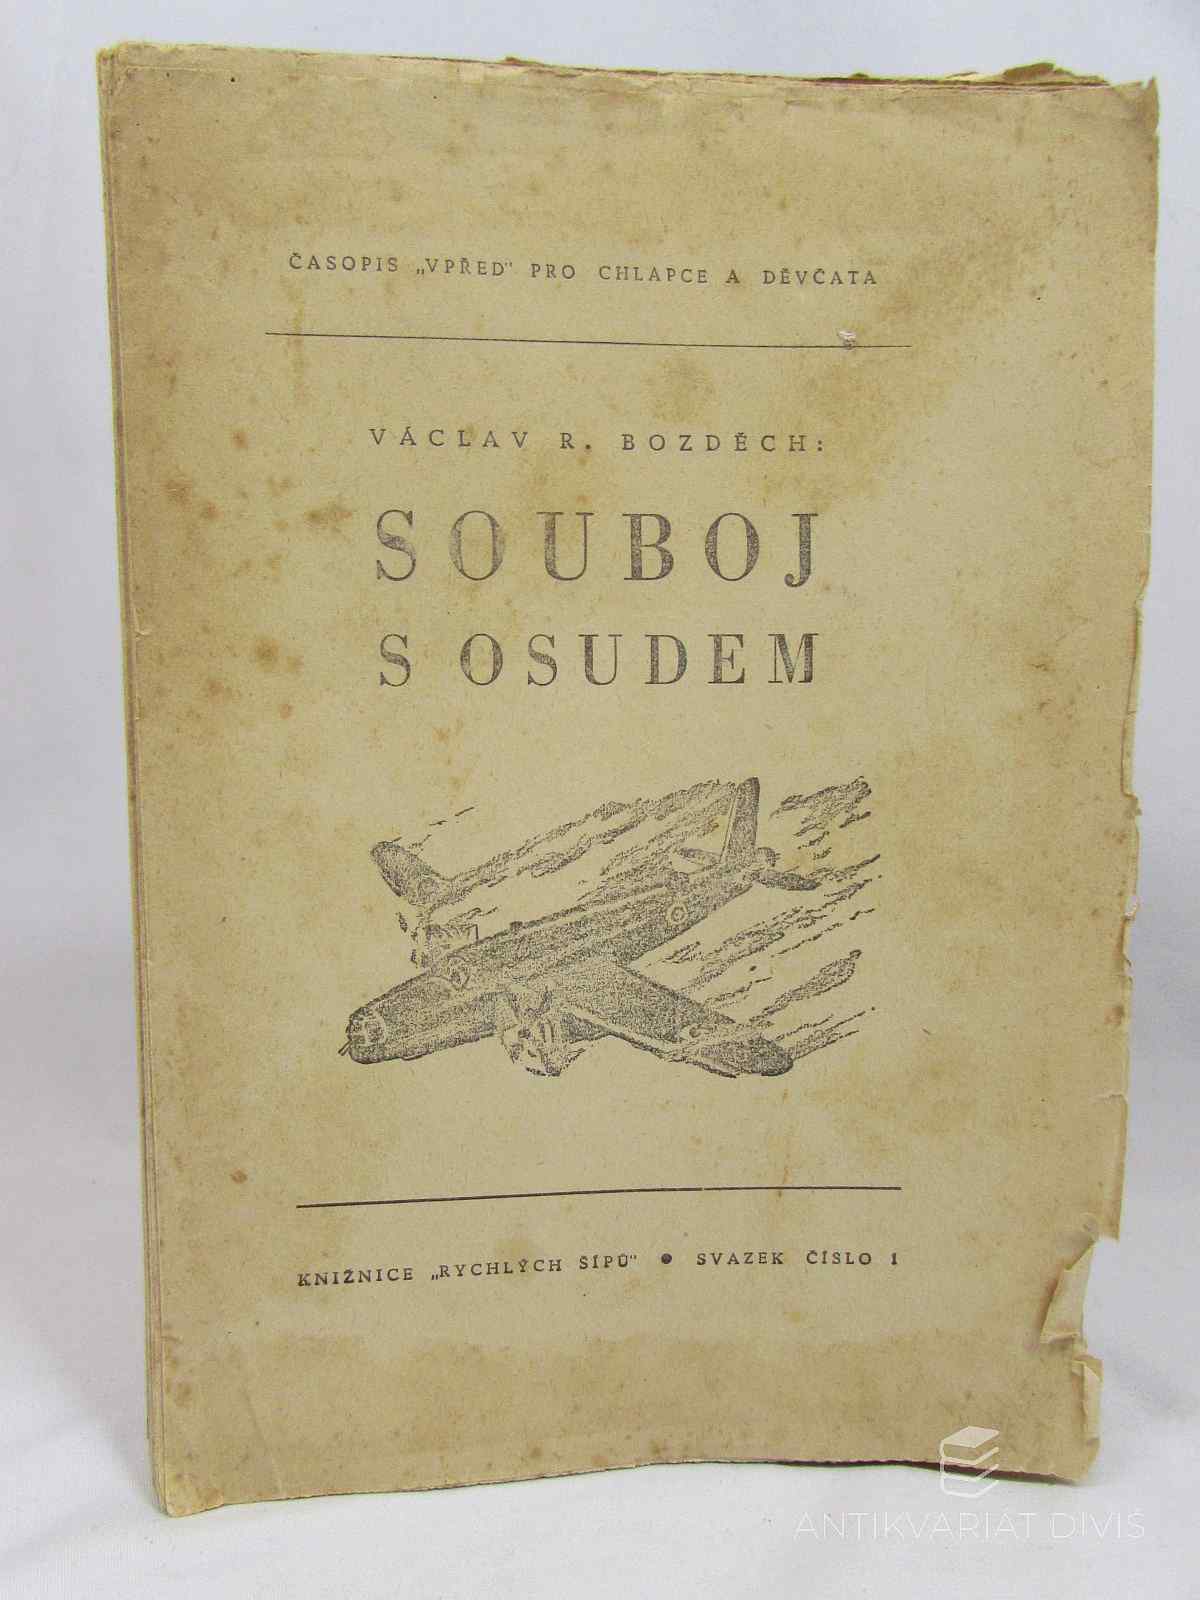 ČASOPIS „VPŘED" PRO CHLAPCE A DĚVČATA
VÁCLAV R. BOZDĚCH:
SOUBOJ
S OSUDEM
KNIŽNICE „RYCHLÝCH ŠÍPŮ" • SVAZEK ČÍSLO 1
ANTIKVARIÁT DIVIŠ